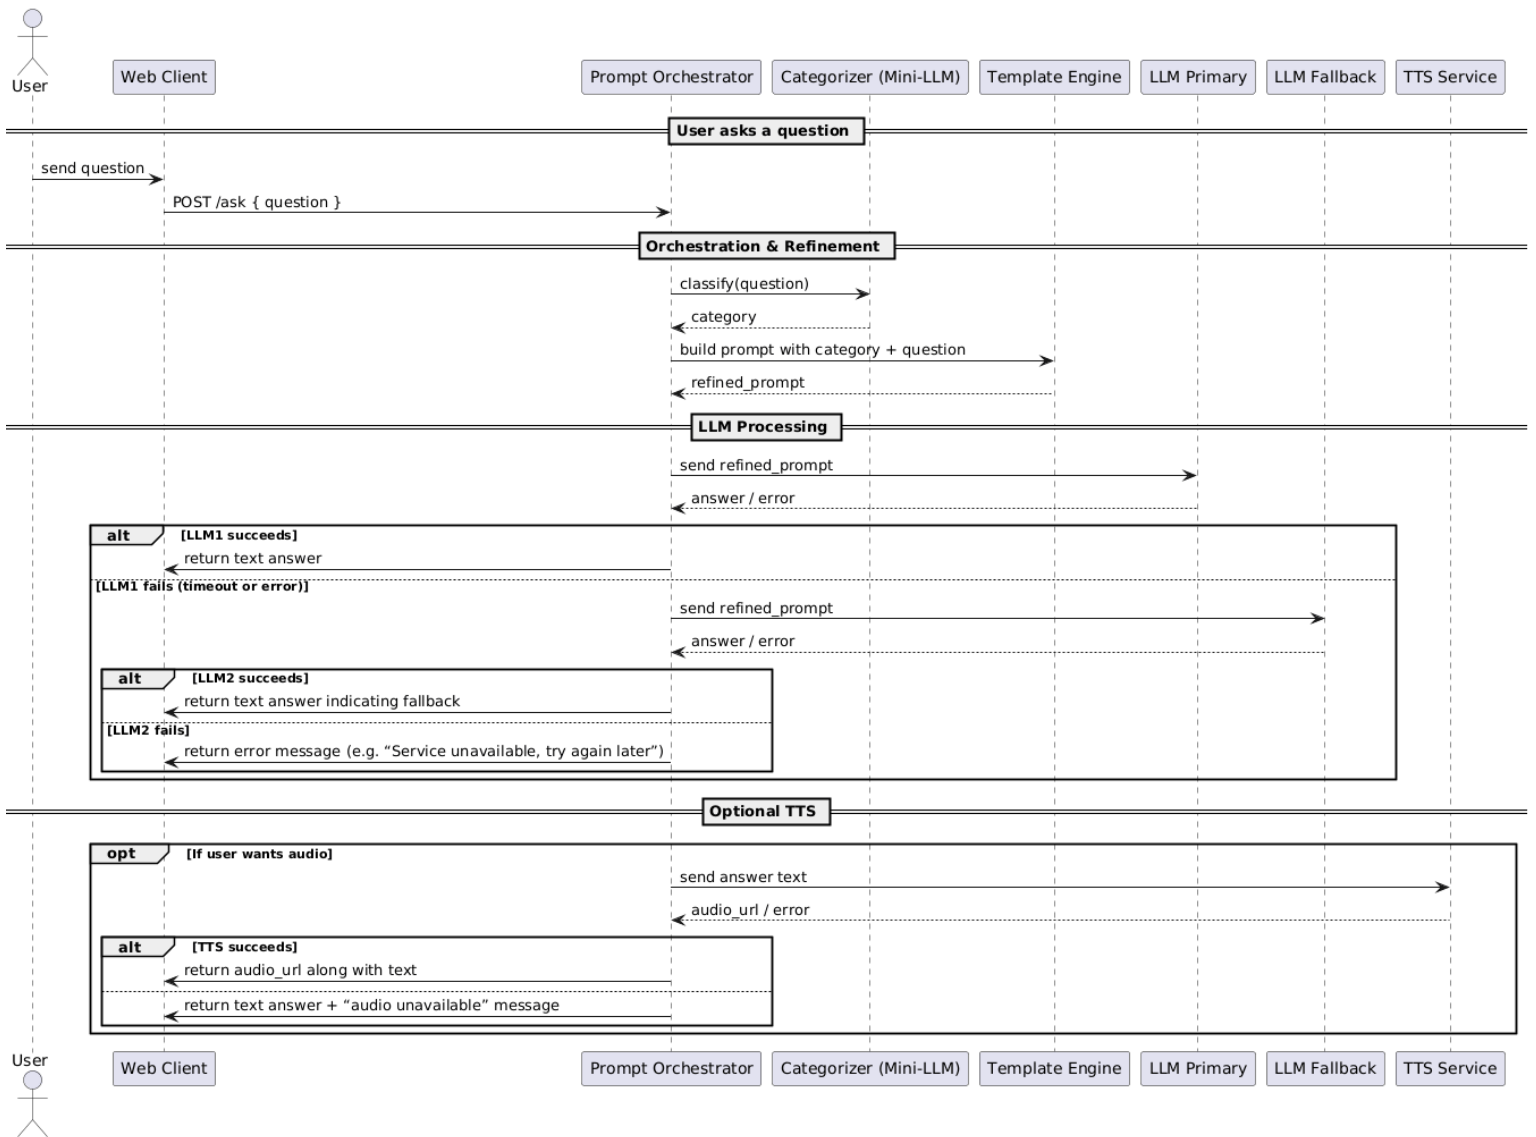 User
Web Client
Prompt Orchestrator
Categorizer (Mini-LLM)
Template Engine
LLM Primary
LLM Fallback
TTS Service
User asks a question
send question
POST /ask { question }
Orchestration & Refinement
classify(question)
category
build prompt with category + question
refined_prompt
LLM Processing
send refined_prompt
answer / error
alt
[LLM1 succeeds]
return text answer
[LLM1 fails (timeout or error)]
send refined_prompt
answer / error
alt
[LLM2 succeeds]
return text answer indicating fallback
[LLM2 fails]
return error message (e.g. “Service unavailable, try again later”)
Optional TTS
opt
[If user wants audio]
send answer text
audio_url / error
alt
[TTS succeeds]
return audio_url along with text
return text answer + “audio unavailable” message
User
Web Client
Prompt Orchestrator
Categorizer (Mini-LLM)
Template Engine
LLM Primary
LLM Fallback
TTS Service